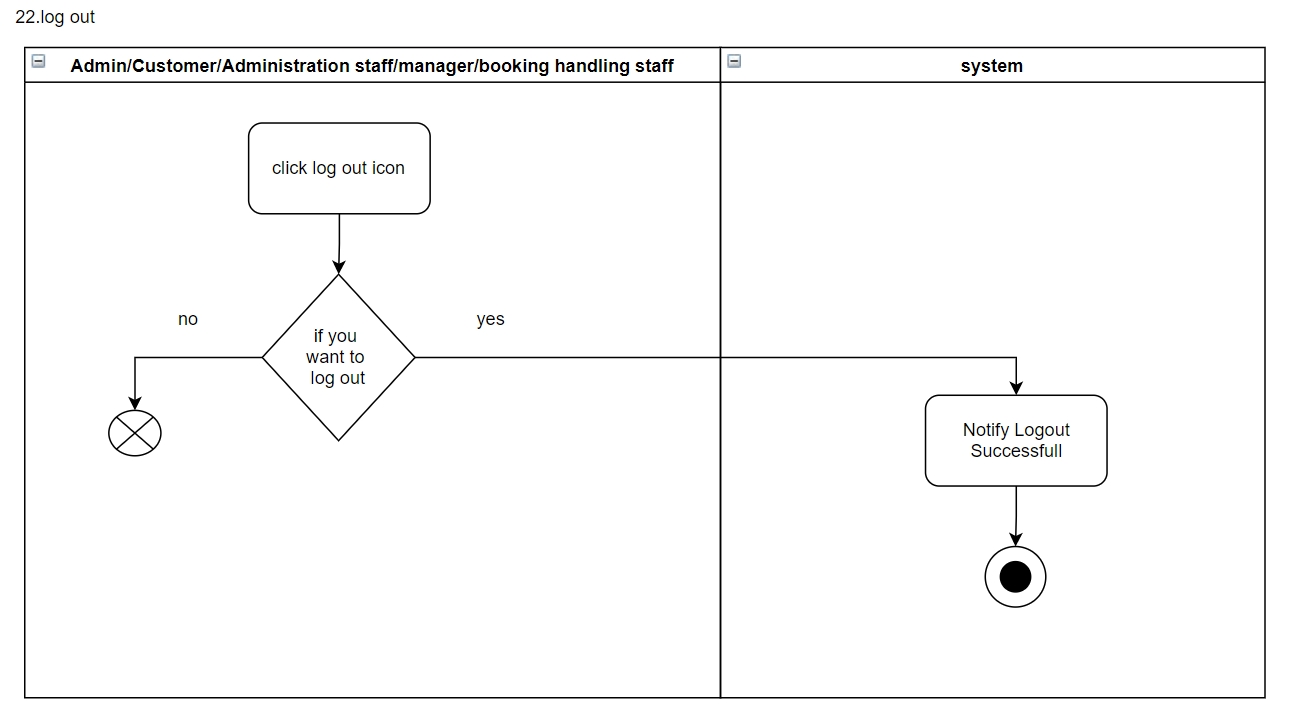 22.log out
Admin/Customer/Administration staff/manager/booking handling staff
system
click log out icon
no
yes
if you
want to
log out
Notify Logout
Successfull